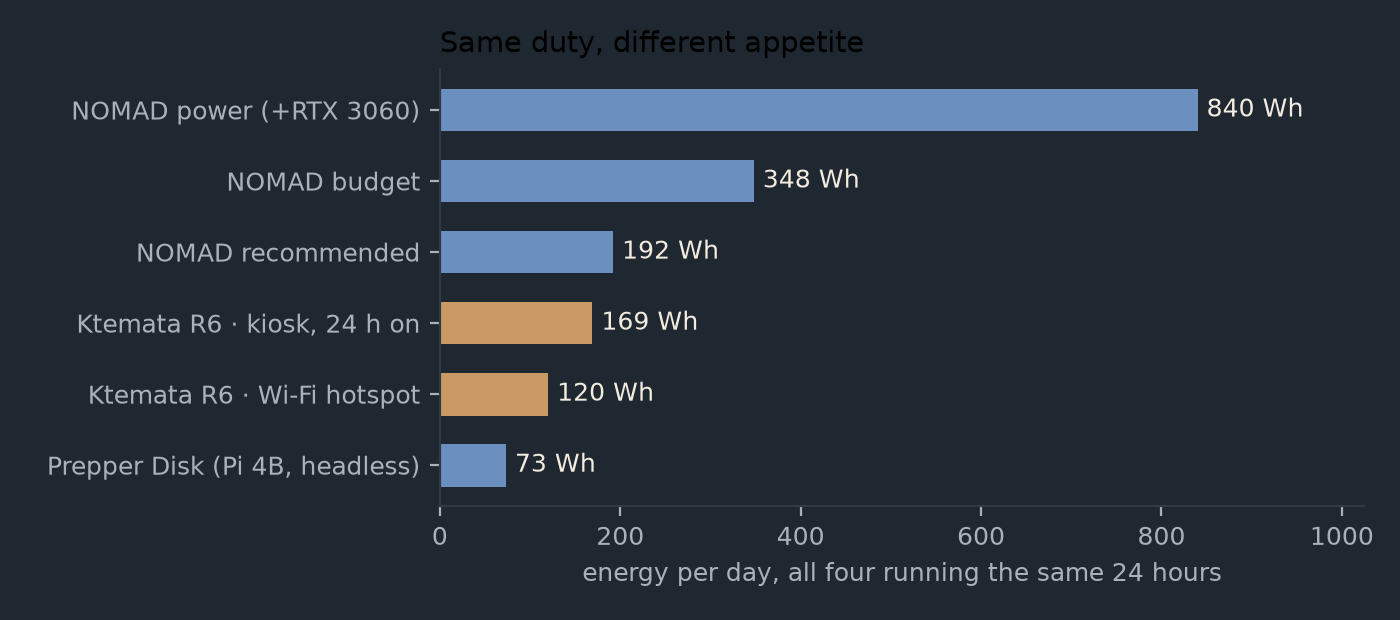 Same duty, different appetite
NOMAD power (+RTX 3060)
840 Wh
NOMAD budget
348 Wh
NOMAD recommended
192 Wh
Ktemata R6 · kiosk, 24 h on
169 Wh
Ktemata R6 · Wi-Fi hotspot
120 Wh
Prepper Disk (Pi 4B, headless)
73 Wh
0 200 400 600 800 1000
energy per day, all four running the same 24 hours